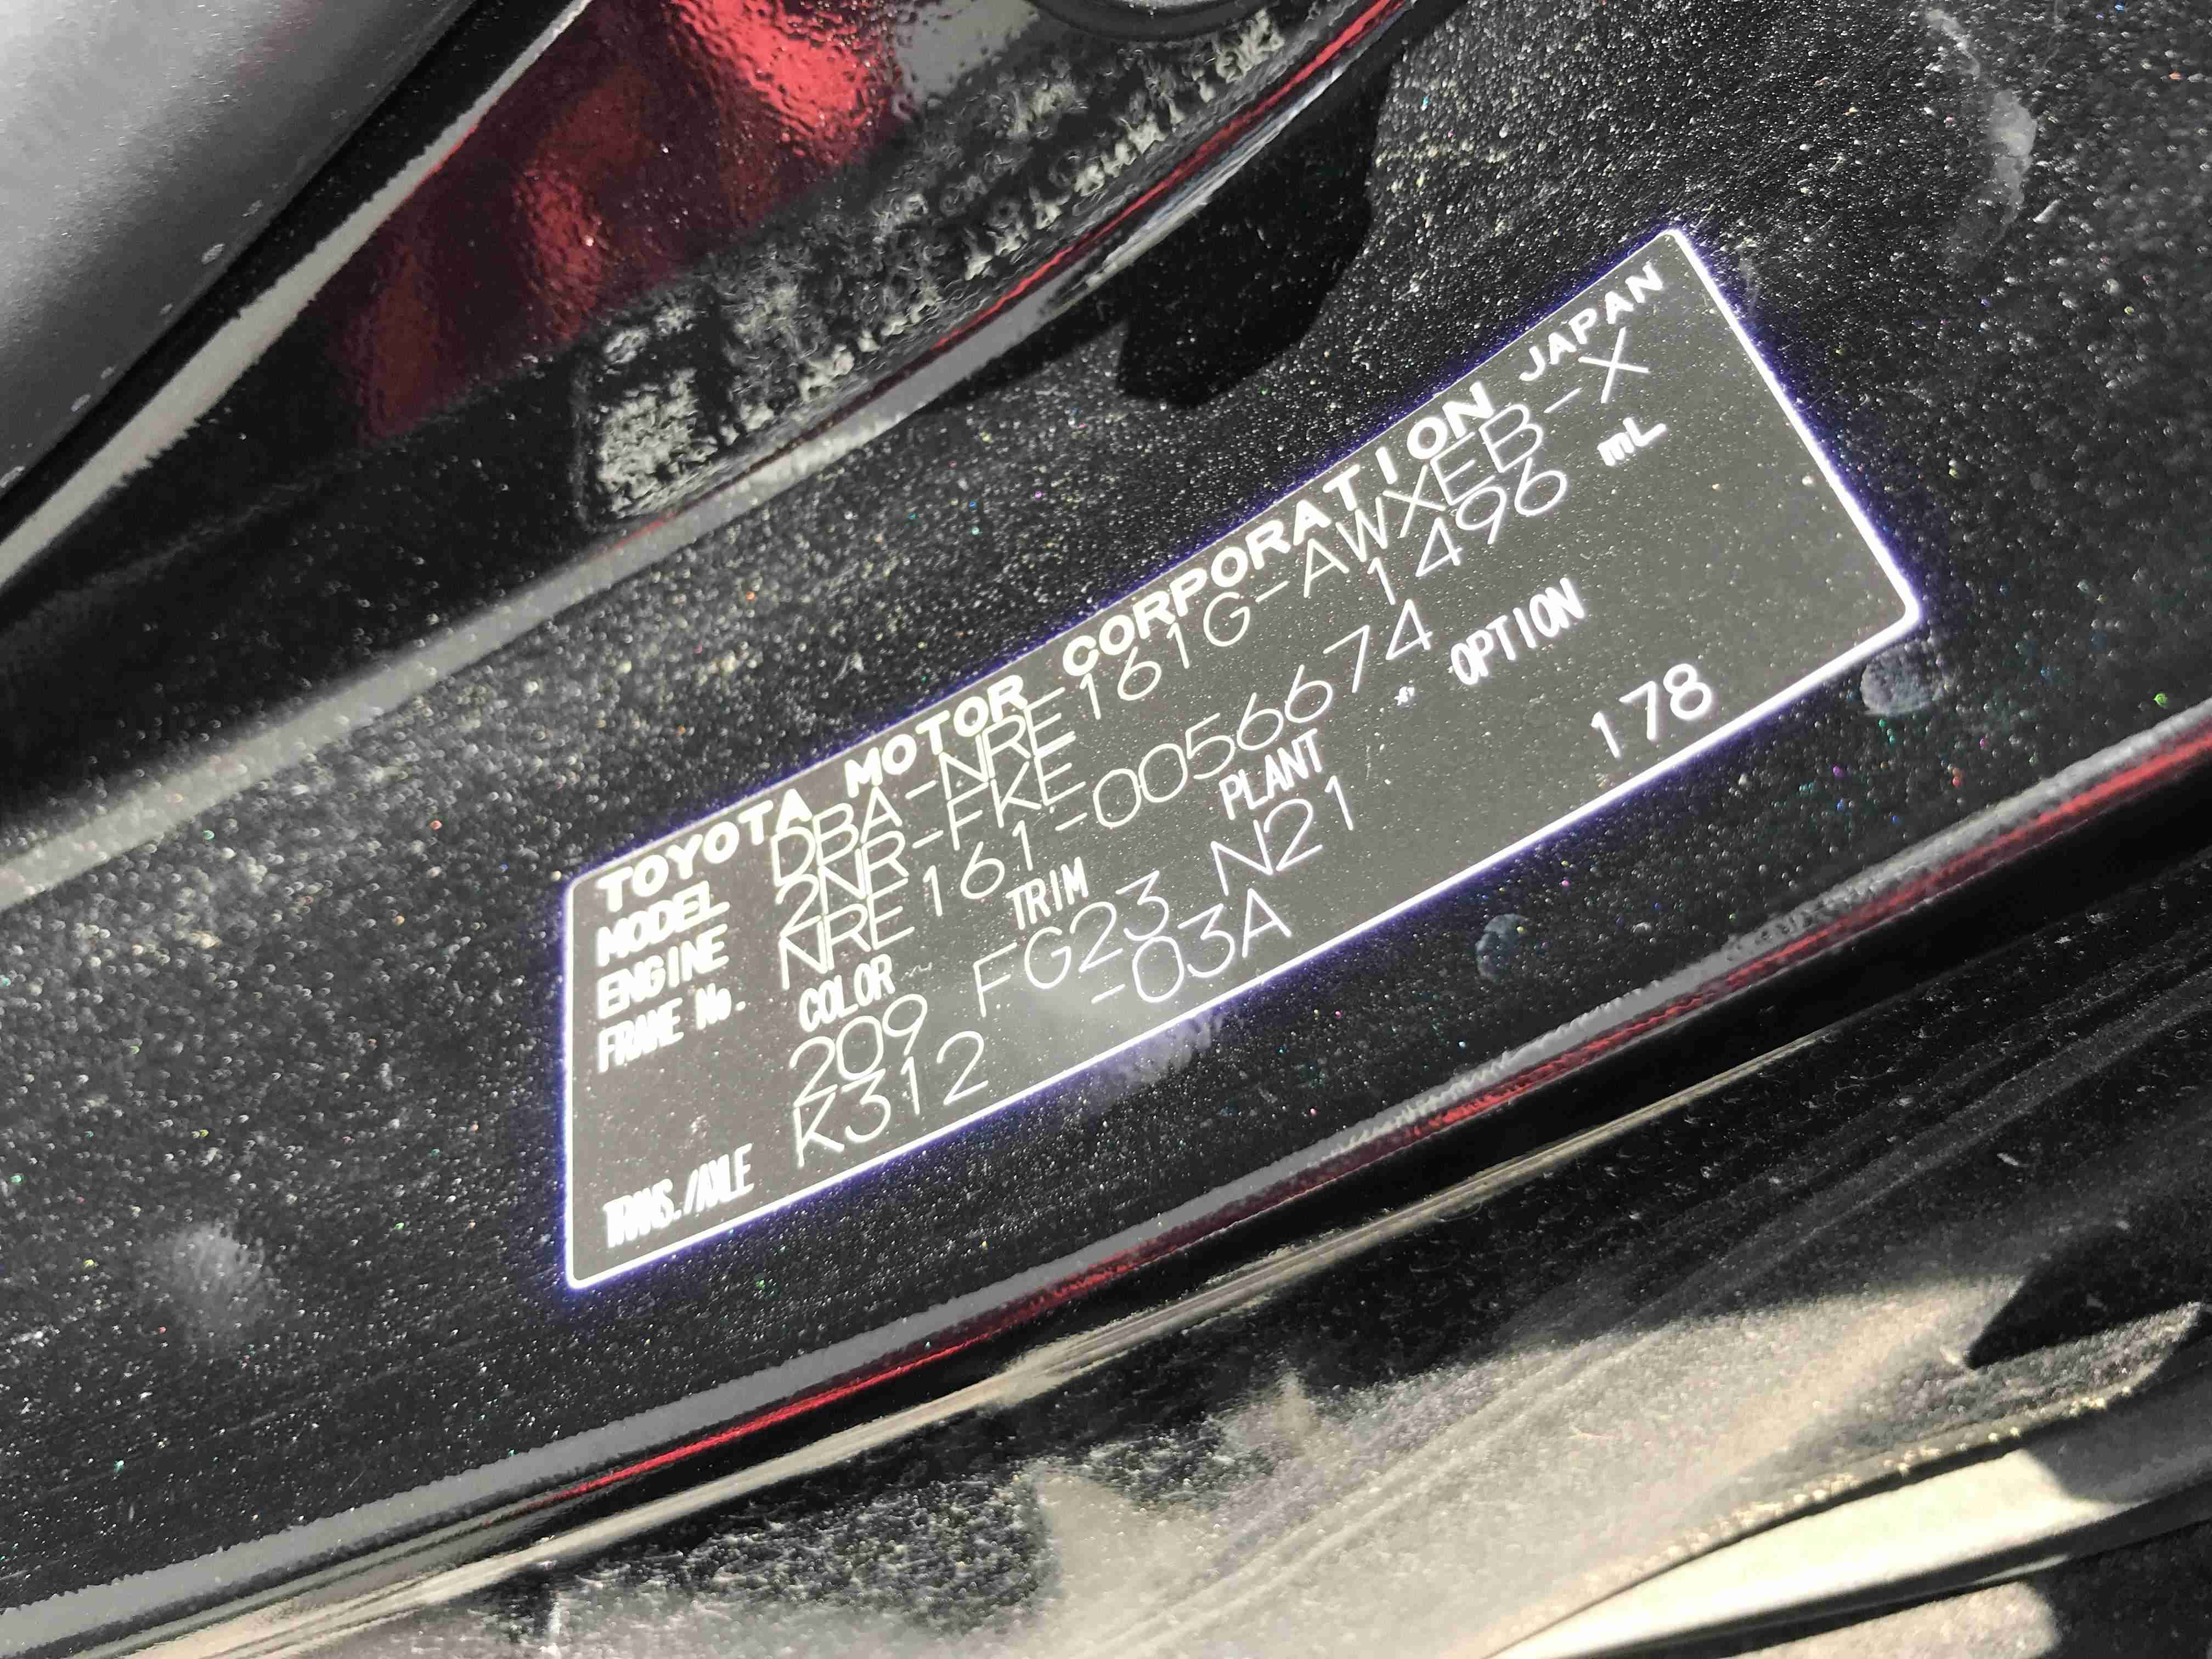 TOYOTA MOTOR CORPORATION JAPAN
MODEL DBA-NRE161G-AWXEB-X
ENGINE 2NR-FKE 1496 mL
FRAME No. NRE161-0056674
COLOR TRIM PLANT OPTION
209 FG23 N21
TRANS./AXLE K312 -03A 178